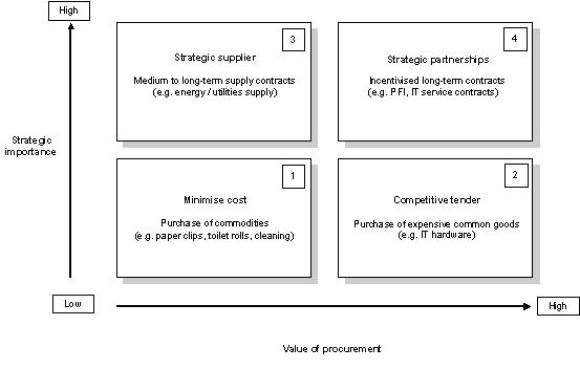 High
3
Strategic supplier
Medium to long-term supply contracts
(e.g. energy / utilities supply)
4
Strategic partnerships
Incentivised long-term contracts
(e.g. PFI, IT service contracts)
Strategic
importance
1
Minimise cost
Purchase of commodities
(e.g. paper clips, toilet rolls, cleaning)
2
Competitive tender
Purchase of expensive common goods
(e.g. IT hardware)
Low
High
Value of procurement